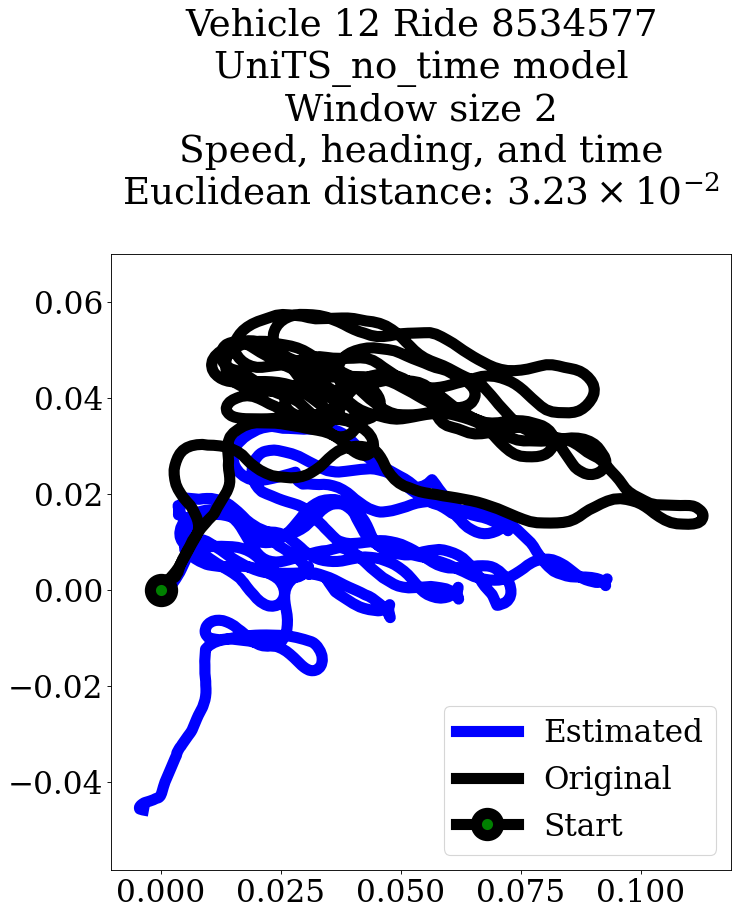 Vehicle 12 Ride 8534577
UniTS_no_time model
Window size 2
Speed, heading, and time
Euclidean distance: 3.23 × 10⁻²
0.06
0.04
0.02
0.00
−0.02
−0.04
Estimated
Original
Start
0.000 0.025 0.050 0.075 0.100